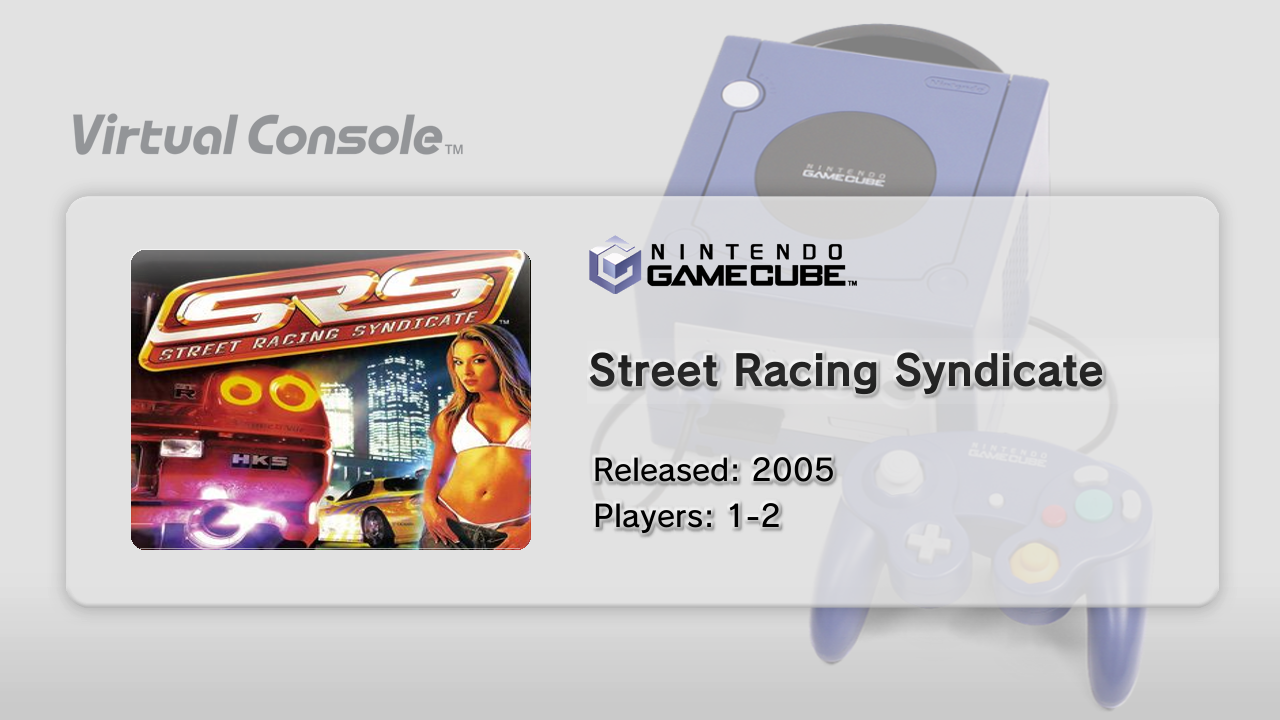 Virtual Console™
Nintendo
NINTENDO
GAMECUBE
NINTENDO
GAMECUBE™
SRS
STREET RACING SYNDICATE™
R
HKS
Street Racing Syndicate
Released: 2005
Players: 1-2
NINTENDO
GAMECUBE